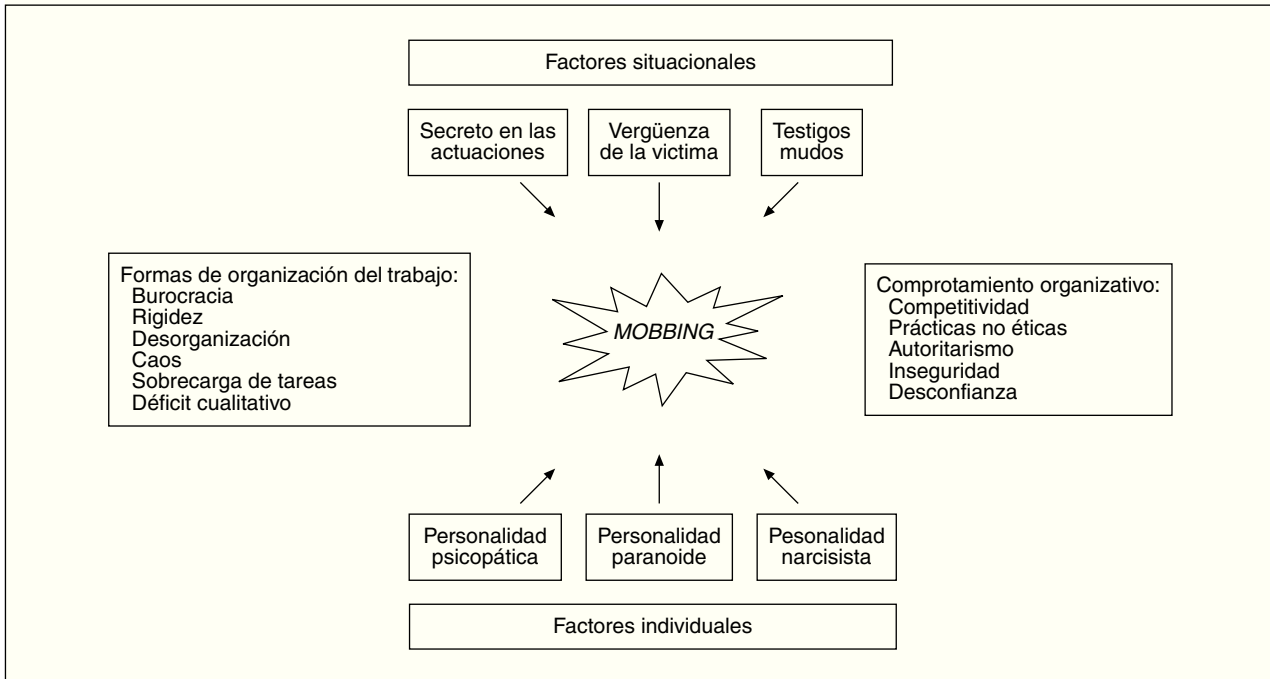 Factores situacionales
Secreto en las
actuaciones
Vergüenza
de la victima
Testigos
mudos
Formas de organización del trabajo:
Burocracia
Rigidez
Desorganización
Caos
Sobrecarga de tareas
Déficit cualitativo
MOBBING
Comprotamiento organizativo:
Competitividad
Prácticas no éticas
Autoritarismo
Inseguridad
Desconfianza
Personalidad
psicopática
Personalidad
paranoide
Pesonalidad
narcisista
Factores individuales